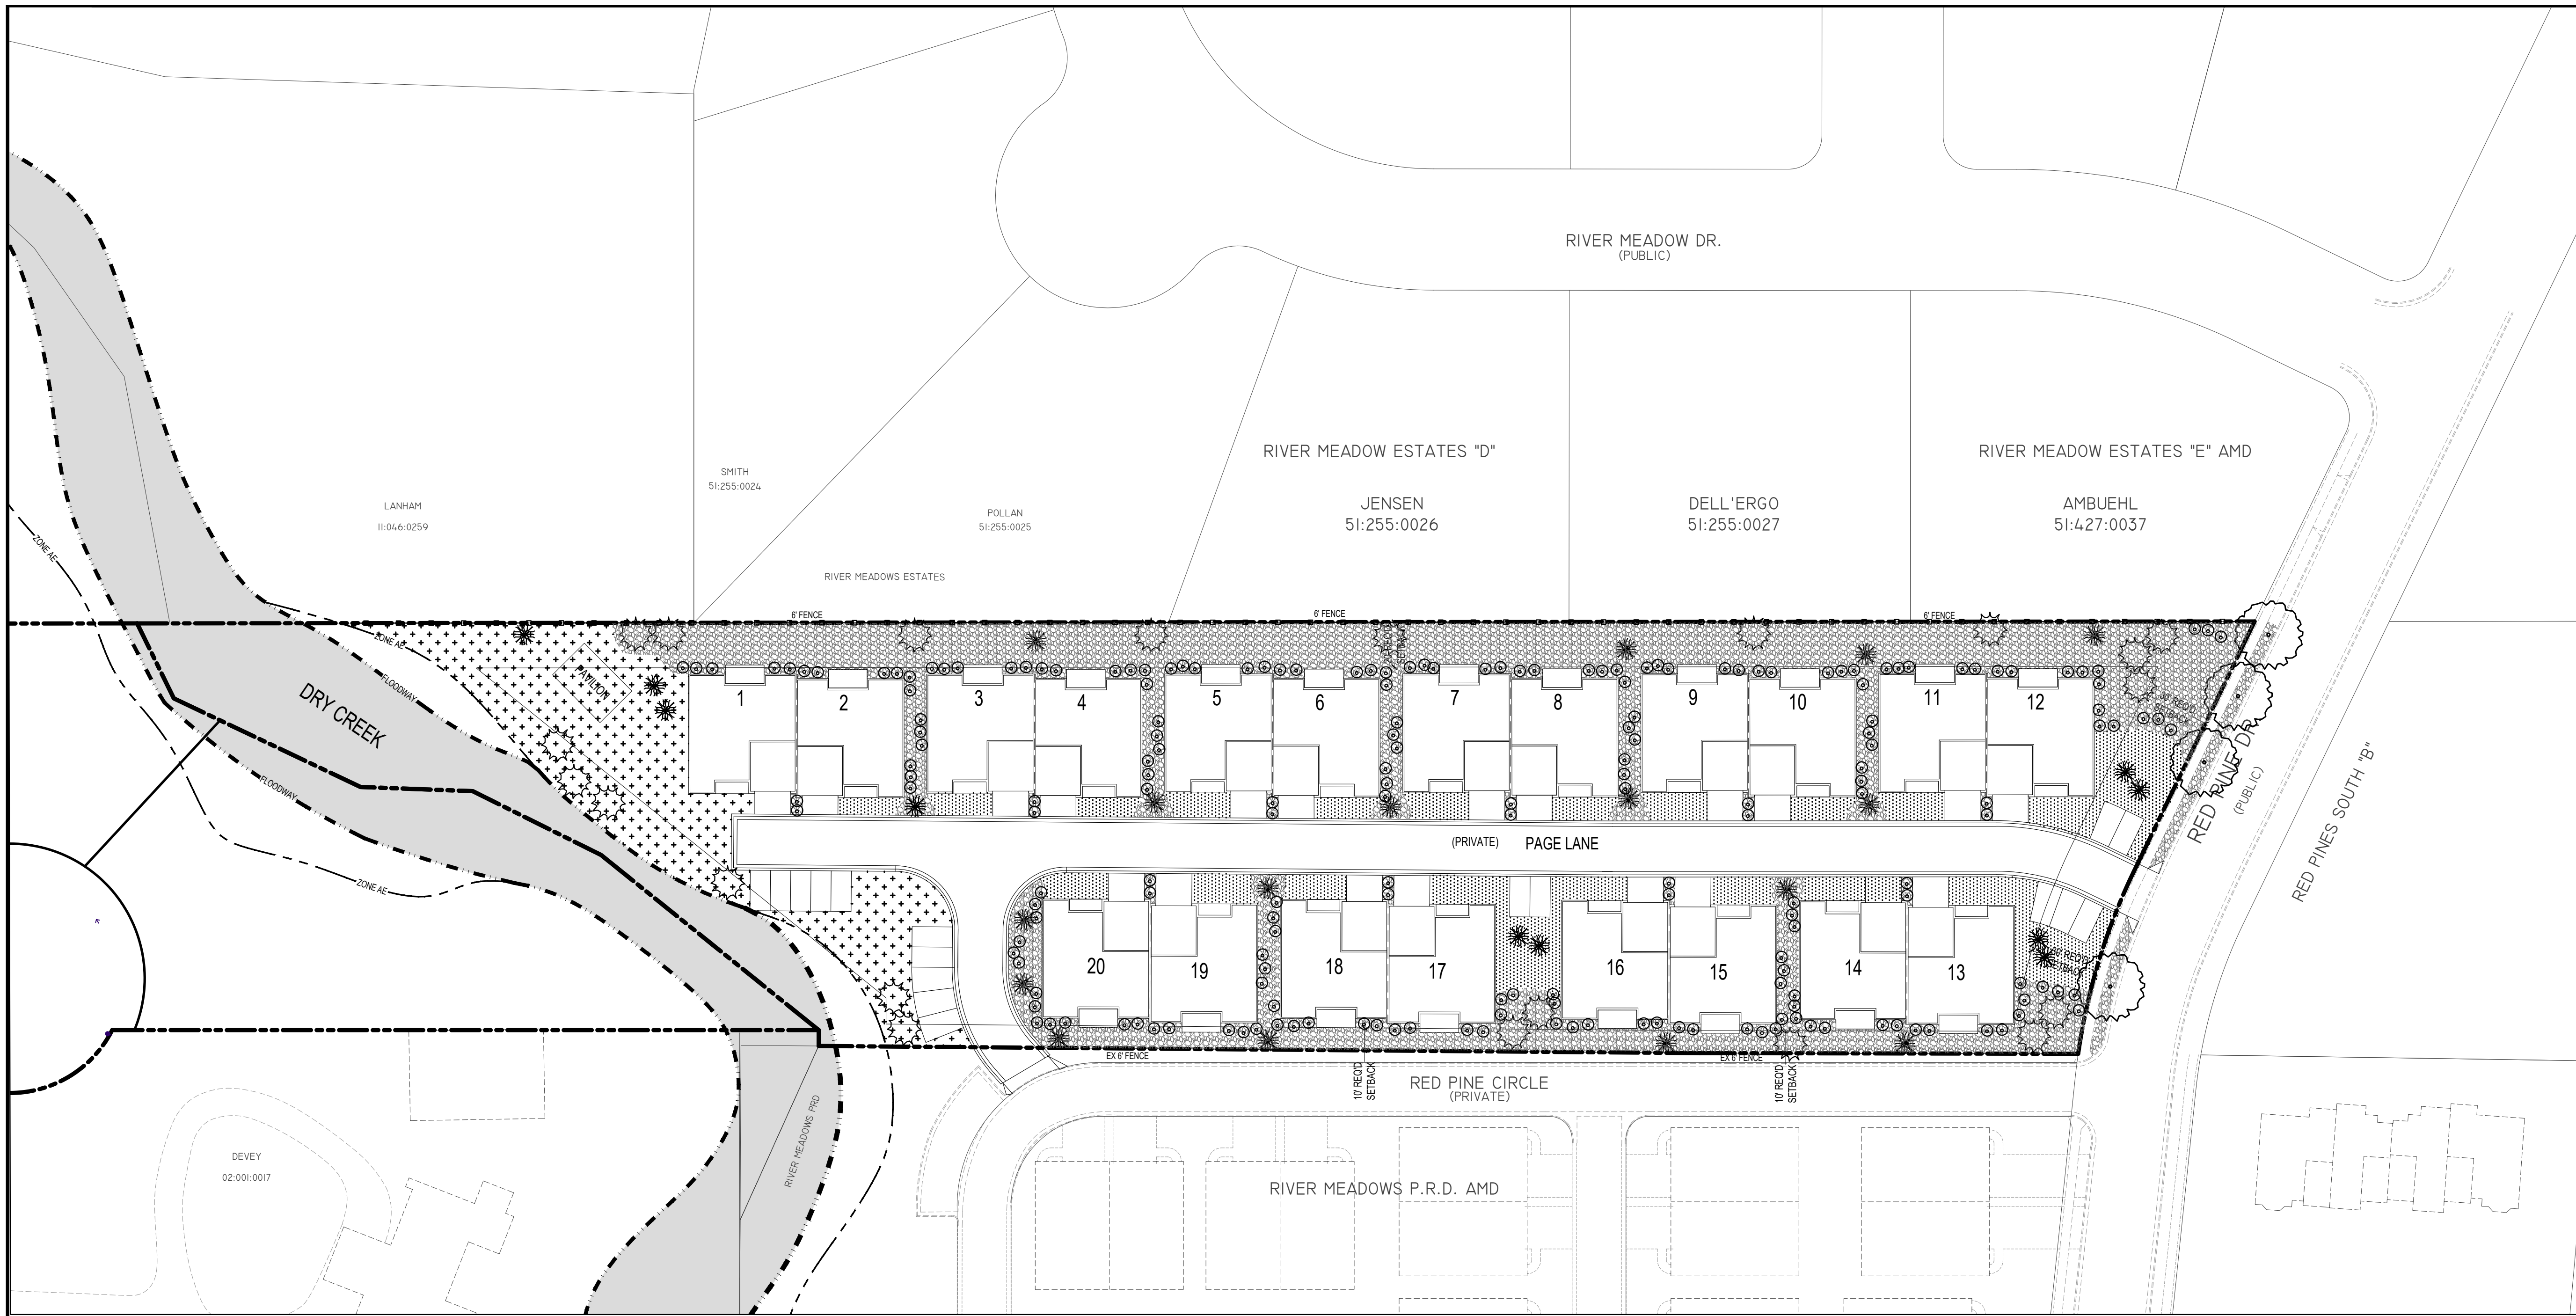 RIVER MEADOW DR.
(PUBLIC)
RIVER MEADOW ESTATES "D"
RIVER MEADOW ESTATES "E" AMD
SMITH
51:255:0024
LANHAM
11:046:0259
POLLAN
51:255:0025
JENSEN
51:255:0026
DELL'ERGO
51:255:0027
AMBUEHL
51:427:0037
RIVER MEADOWS ESTATES
ZONE AE
6' FENCE
6' FENCE
6' FENCE
ZONE AE
FLOODWAY
PAVILION
DRY CREEK
FLOODWAY
ZONE AE
1
2
3
4
5
6
7
8
9
10
11
12
SETBACK
REQ'D
SETBACK
RED PINE DR
(PUBLIC)
RED PINES SOUTH "B"
(PRIVATE) PAGE LANE
20
19
18
17
16
15
14
13
REQ'D
SETBACK
EX 6' FENCE
EX 6' FENCE
10' REQ'D
SETBACK
10' REQ'D
SETBACK
RED PINE CIRCLE
(PRIVATE)
RIVER MEADOWS PRD
DEVEY
02:001:0017
RIVER MEADOWS P.R.D. AMD